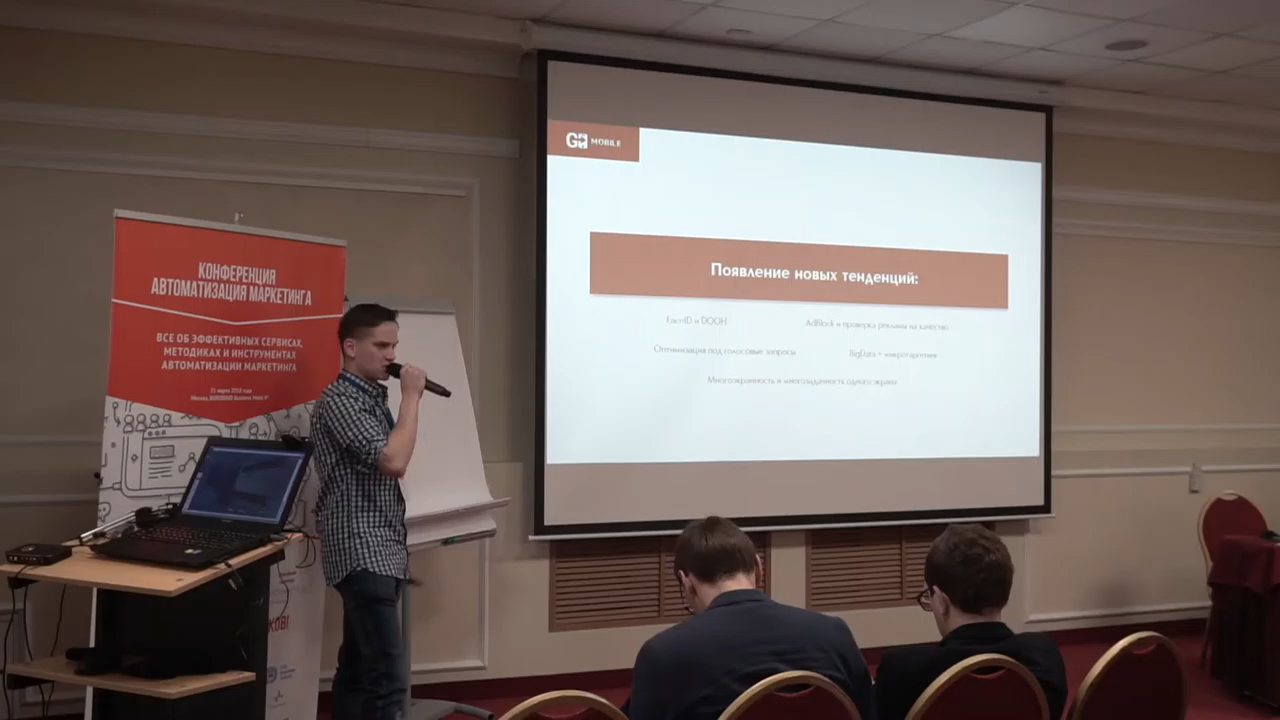 КОНФЕРЕНЦИЯ
АВТОМАТИЗАЦИЯ МАРКЕТИНГА
ВСЕ ОБ ЭФФЕКТИВНЫХ СЕРВИСАХ,
МЕТОДИКАХ И ИНСТРУМЕНТАХ
АВТОМАТИЗАЦИИ МАРКЕТИНГА
MOBILE
Появление новых тенденций:
FaceID и DOOH
AdBlock и проверка рекламы на качество
Оптимизация под голосовые запросы
BigData + микротаргетинг
Многоэкранность и многозадачность одного экрана